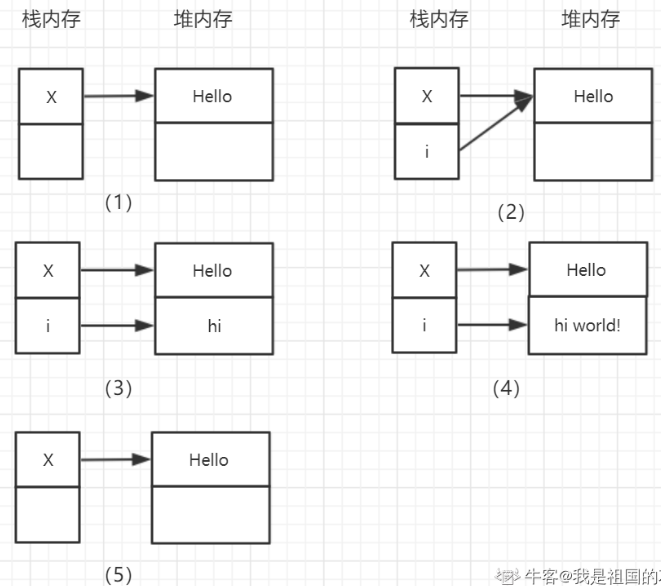 栈内存 堆内存 栈内存 堆内存
X Hello X Hello
i
(1) (2)
X Hello X Hello
i hi i hi world!
(3) (4)
X Hello
(5)
牛客@我是祖国的